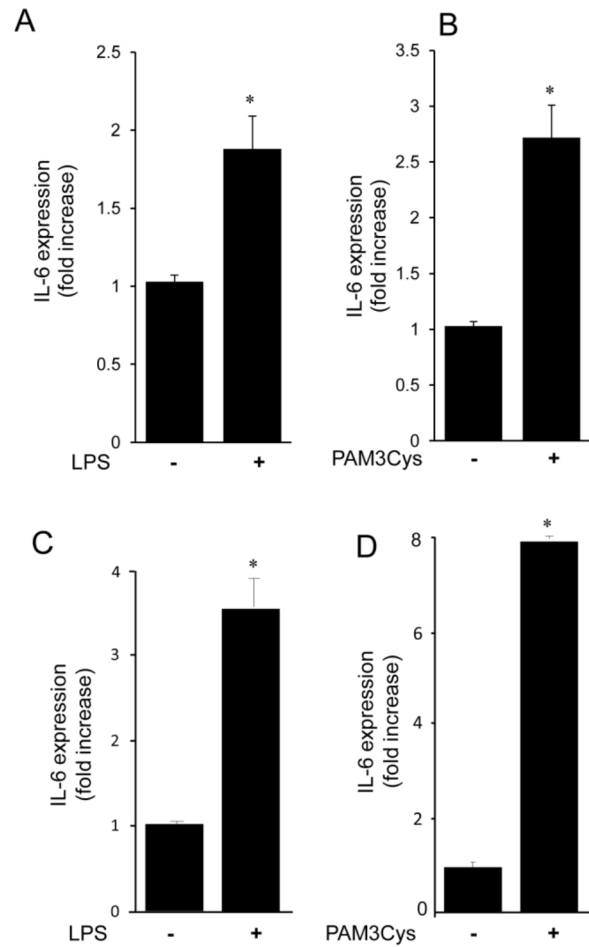 A
IL-6 expression
(fold increase)
2.5
2
1.5
1
0.5
0
*
LPS - +
B
IL-6 expression
(fold increase)
3.5
3
2.5
2
1.5
1
0.5
0
*
PAM3Cys - +
C
IL-6 expression
(fold increase)
4
3
2
1
0
*
LPS - +
D
IL-6 expression
(fold increase)
8
6
4
2
0
*
PAM3Cys - +